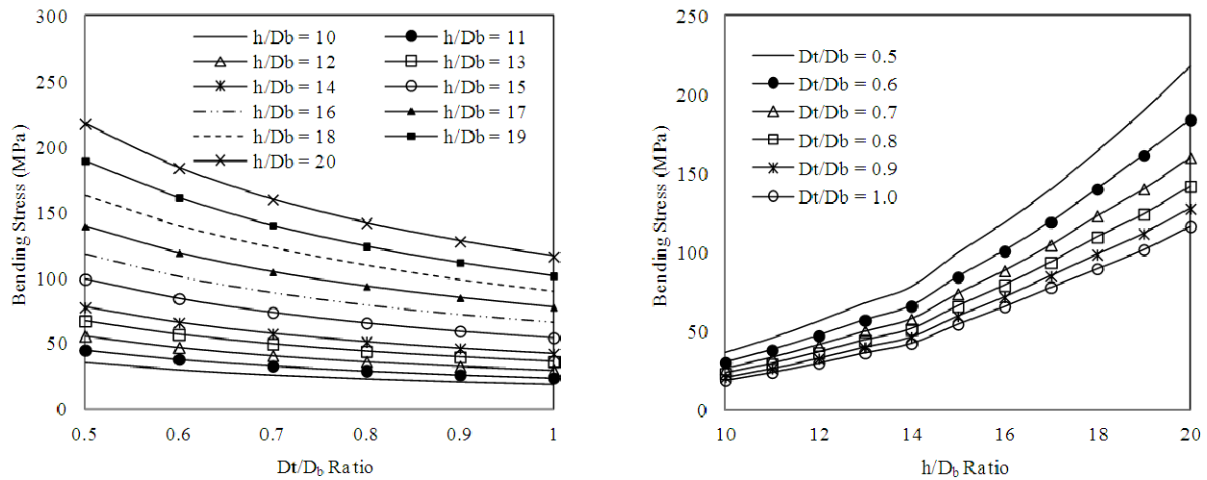 300
250
200
150
100
50
0
Bending Stress (MPa)
h/Db = 10
h/Db = 11
h/Db = 12
h/Db = 13
h/Db = 14
h/Db = 15
h/Db = 16
h/Db = 17
h/Db = 18
h/Db = 19
h/Db = 20
0.5 0.6 0.7 0.8 0.9 1
Dt/Db Ratio
250
200
150
100
50
0
Bending Stress (MPa)
Dt/Db = 0.5
Dt/Db = 0.6
Dt/Db = 0.7
Dt/Db = 0.8
Dt/Db = 0.9
Dt/Db = 1.0
10 12 14 16 18 20
h/Db Ratio